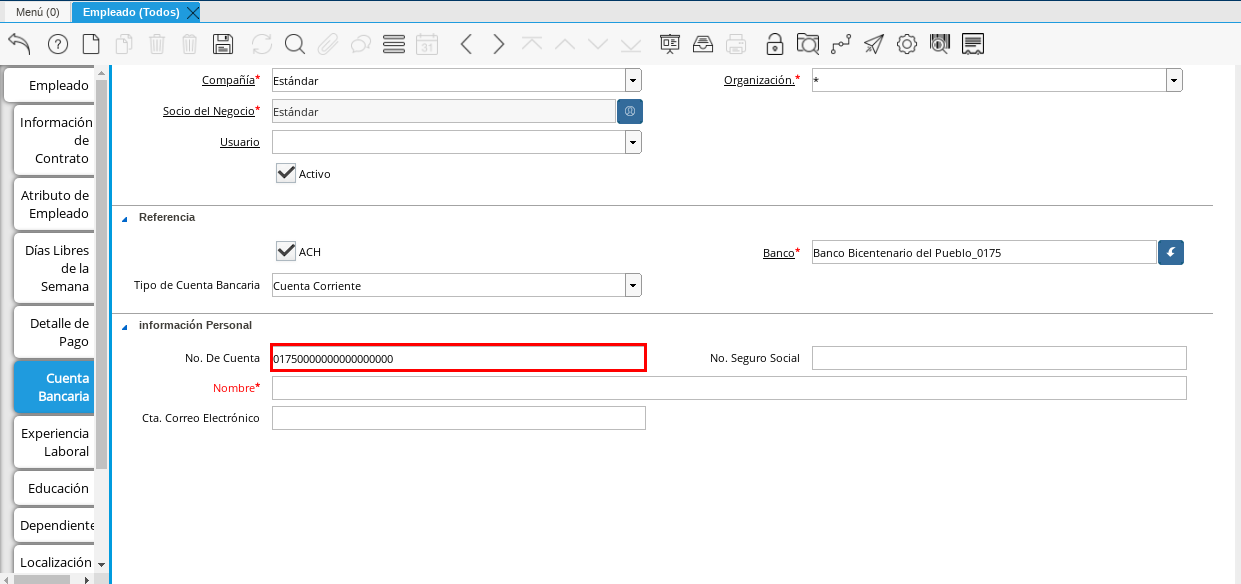 Menú (0)
Empleado (Todos)
31
Empleado
Información
de
Contrato
Atributo de
Empleado
Días Libres
de la
Semana
Detalle de
Pago
Cuenta
Bancaria
Experiencia
Laboral
Educación
Dependiente
Localización
Compañía* Estándar
Organización.* *
Socio del Negocio* Estándar
Usuario
Activo
Referencia
ACH
Banco* Banco Bicentenario del Pueblo_0175
Tipo de Cuenta Bancaria Cuenta Corriente
información Personal
No. De Cuenta 01750000000000000000
No. Seguro Social
Nombre*
Cta. Correo Electrónico